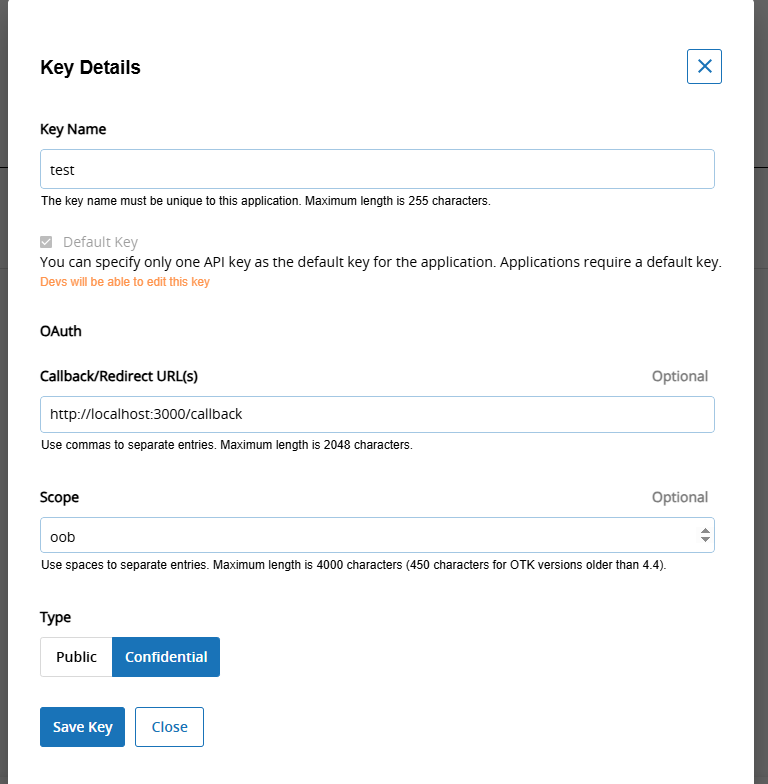 Key Details
Key Name
test
The key name must be unique to this application. Maximum length is 255 characters.
Default Key
You can specify only one API key as the default key for the application. Applications require a default key.
Devs will be able to edit this key
OAuth
Callback/Redirect URL(s) Optional
http://localhost:3000/callback
Use commas to separate entries. Maximum length is 2048 characters.
Scope Optional
oob
Use spaces to separate entries. Maximum length is 4000 characters (450 characters for OTK versions older than 4.4).
Type
Public Confidential
Save Key Close